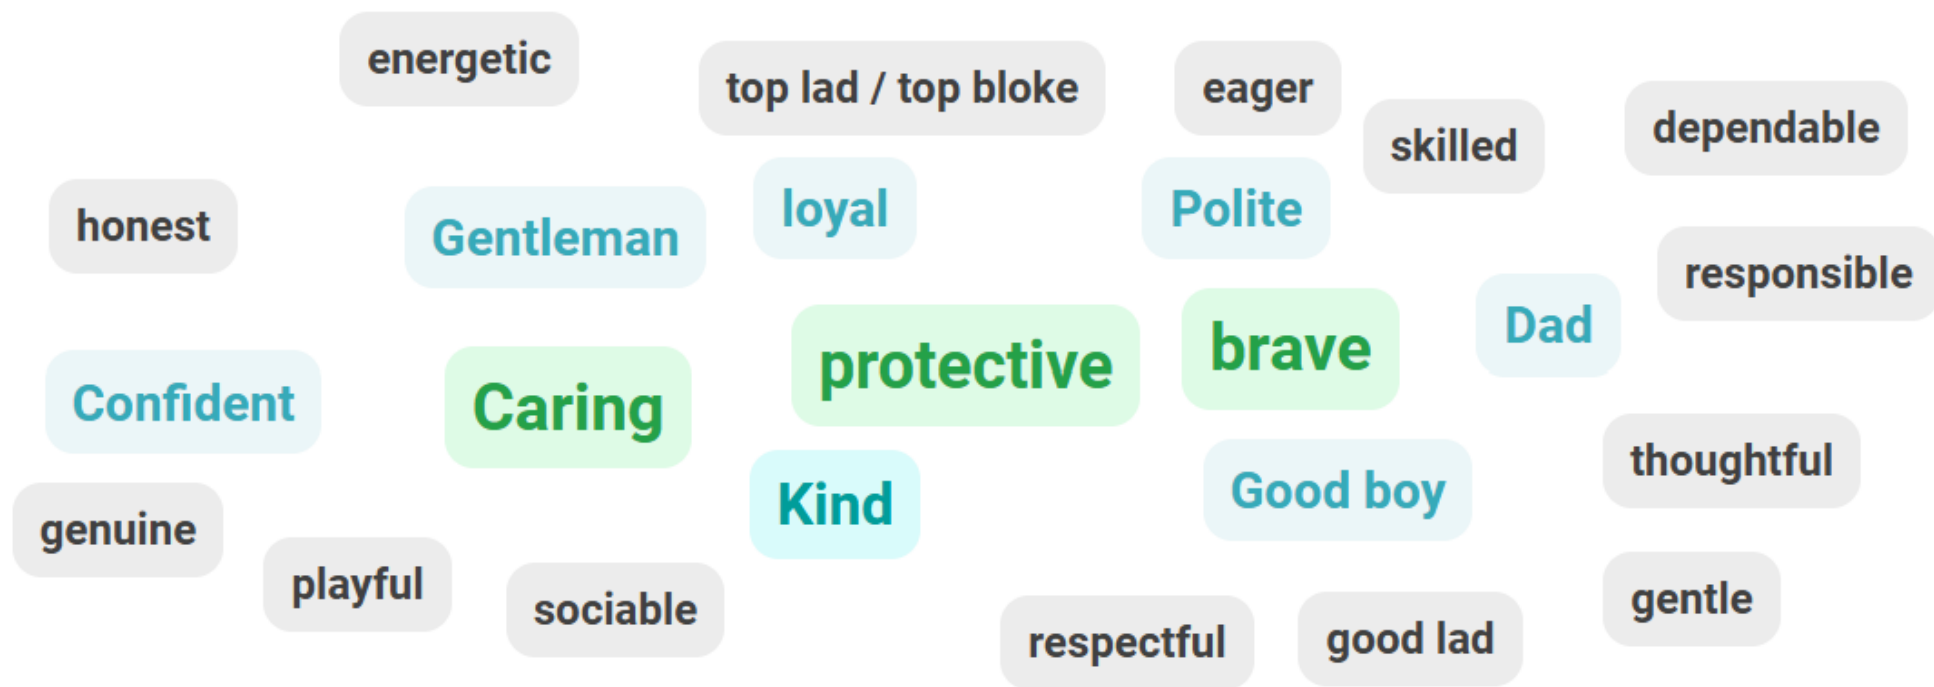 energetic
top lad / top bloke
eager
skilled
dependable
honest
Gentleman
loyal
Polite
responsible
Confident
Caring
protective
brave
Dad
thoughtful
genuine
Kind
Good boy
playful
sociable
respectful
good lad
gentle